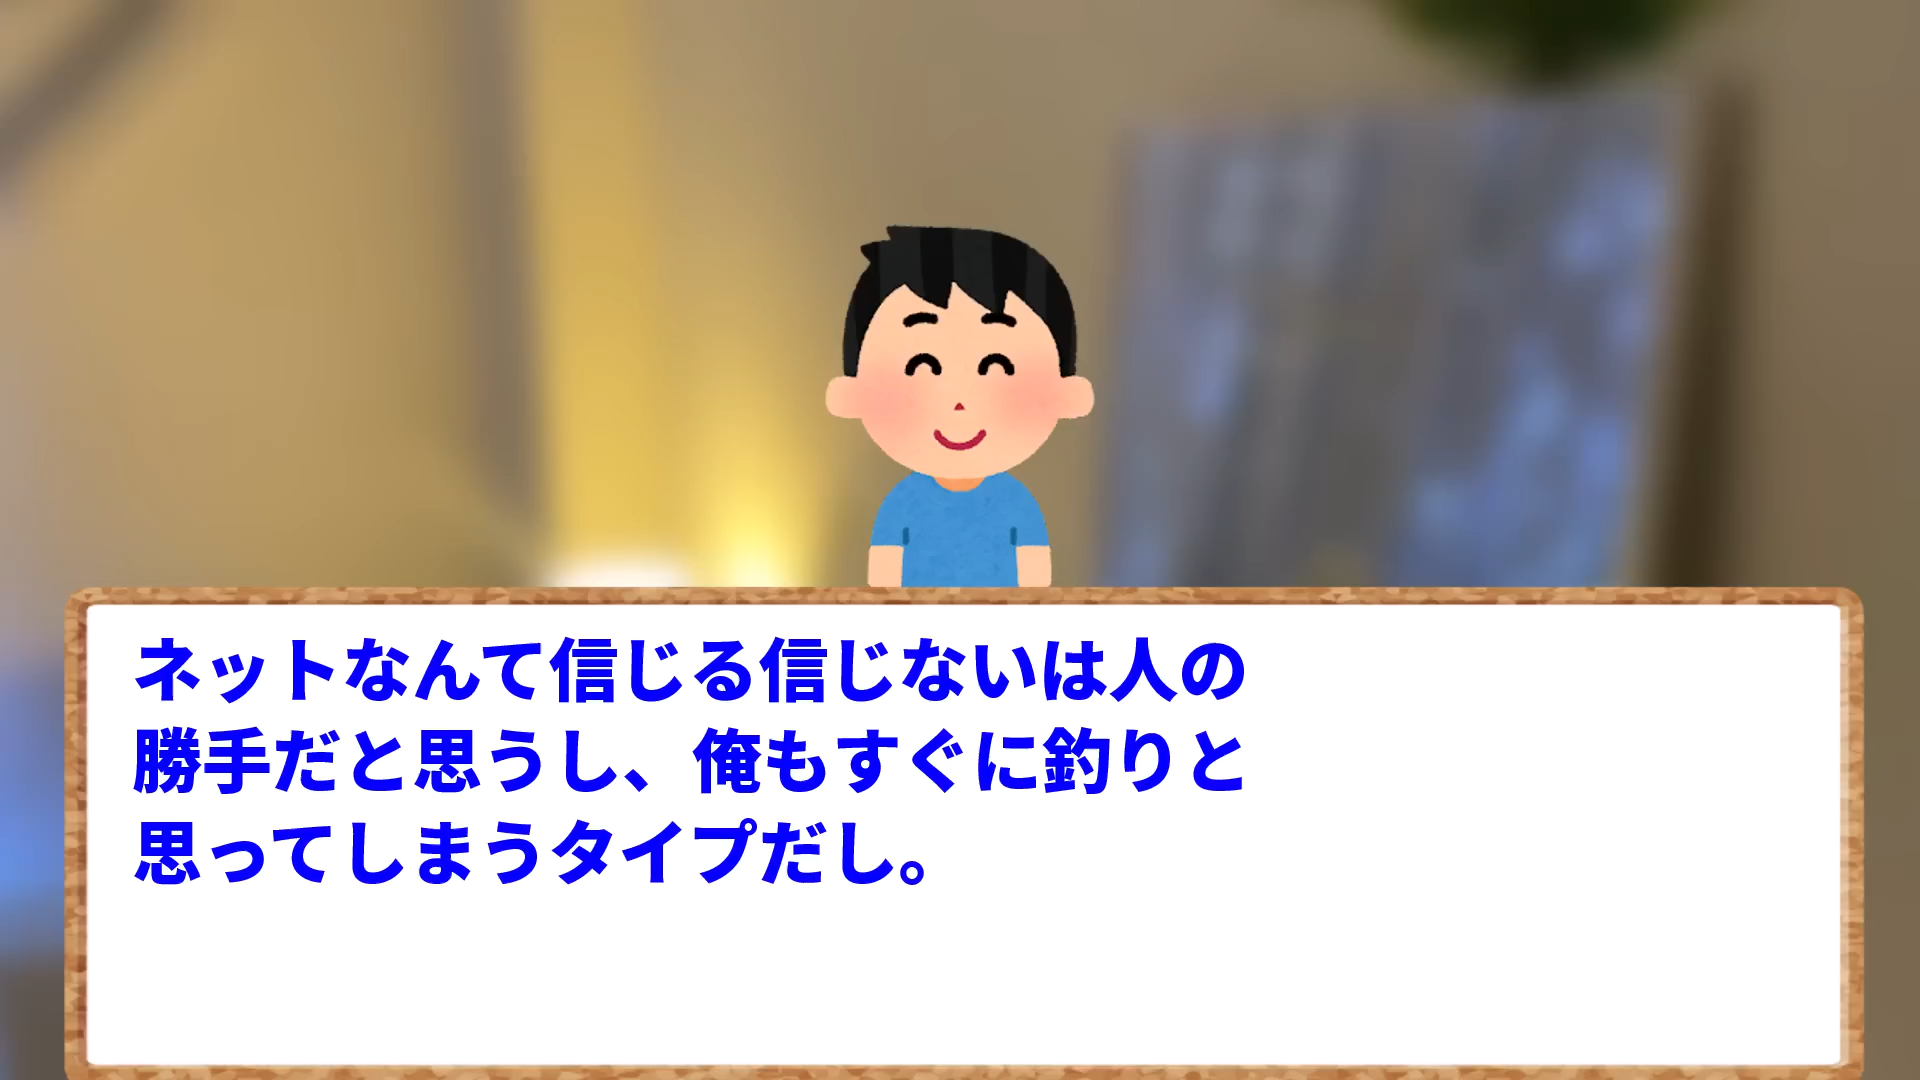 ネットなんて信じる信じないは人の
勝手だと思うし、俺もすぐに釣りと
思ってしまうタイプだし。